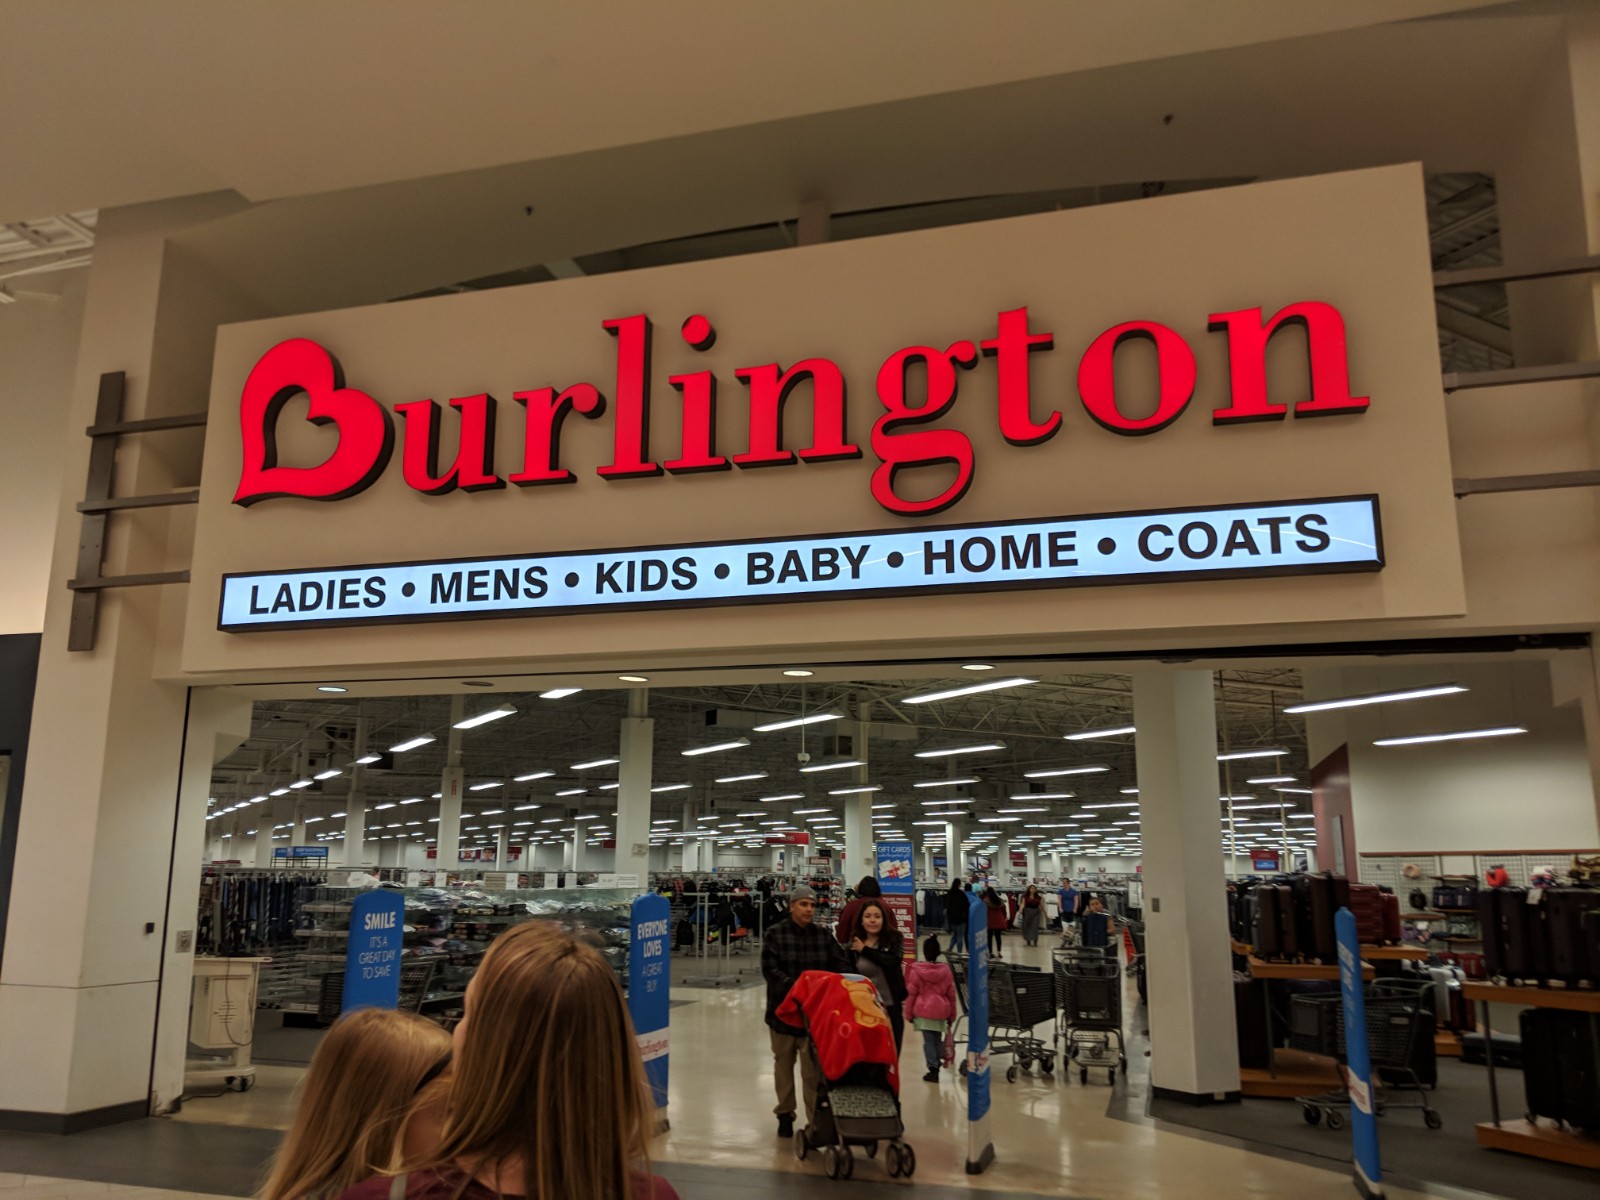 Burlington
LADIES • MENS • KIDS • BABY • HOME • COATS
SMILE
IT'S A
GREAT DAY
TO SAVE
EVERYONE
LOVES
A GREAT
BUY
GIFT CARDS